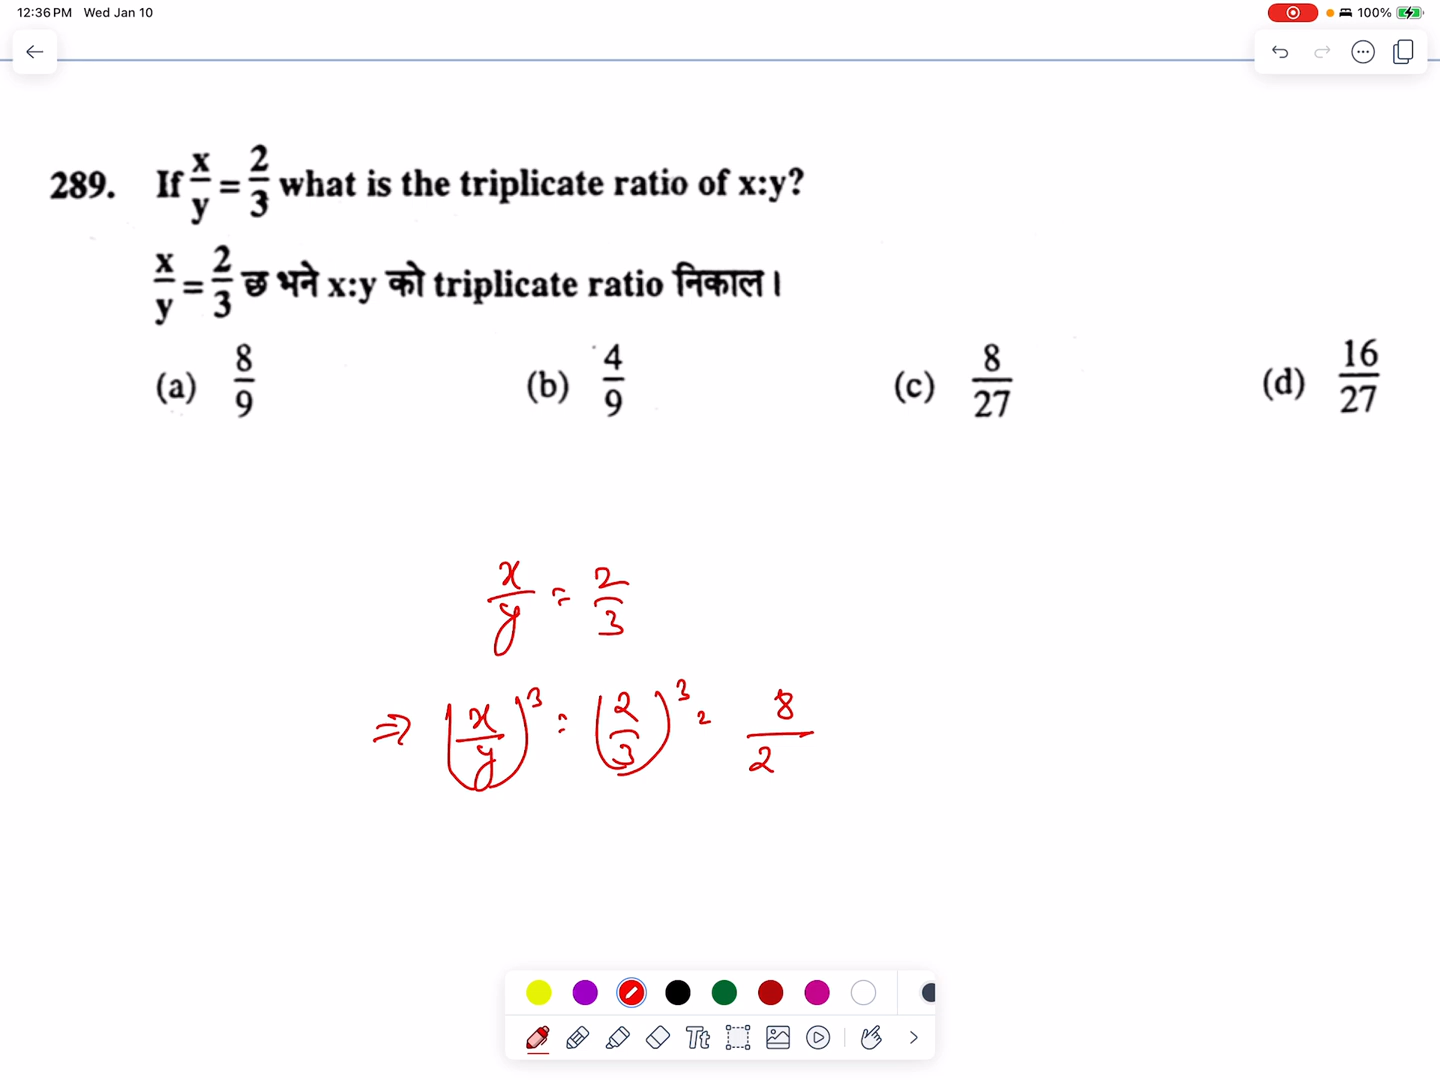 12:36 PM Wed Jan 10
100%
289. If x/y = 2/3 what is the triplicate ratio of x:y?
x/y = 2/3 छ भने x:y को triplicate ratio निकाल।
(a) 8/9 (b) 4/9 (c) 8/27 (d) 16/27
x/y = 2/3
⇒ (x/y)³ = (2/3)³ = 8/2
Tt